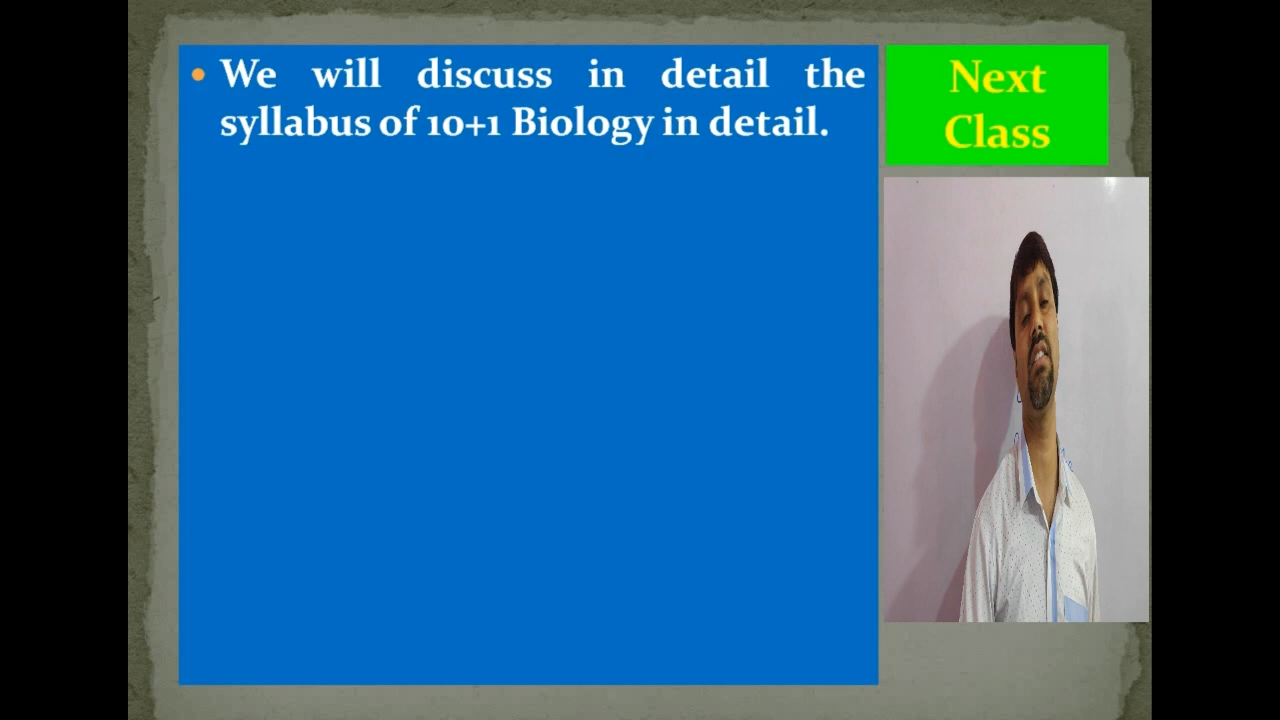 We will discuss in detail the
syllabus of 10+1 Biology in detail.
Next
Class